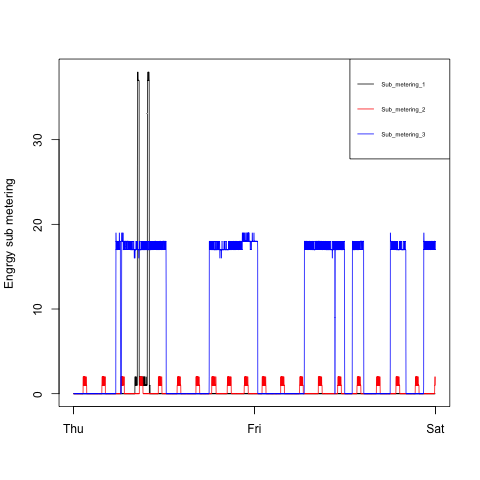 Sub_metering_1
Sub_metering_2
Sub_metering_3
Engrgy sub metering
30
20
10
0
Thu
Fri
Sat